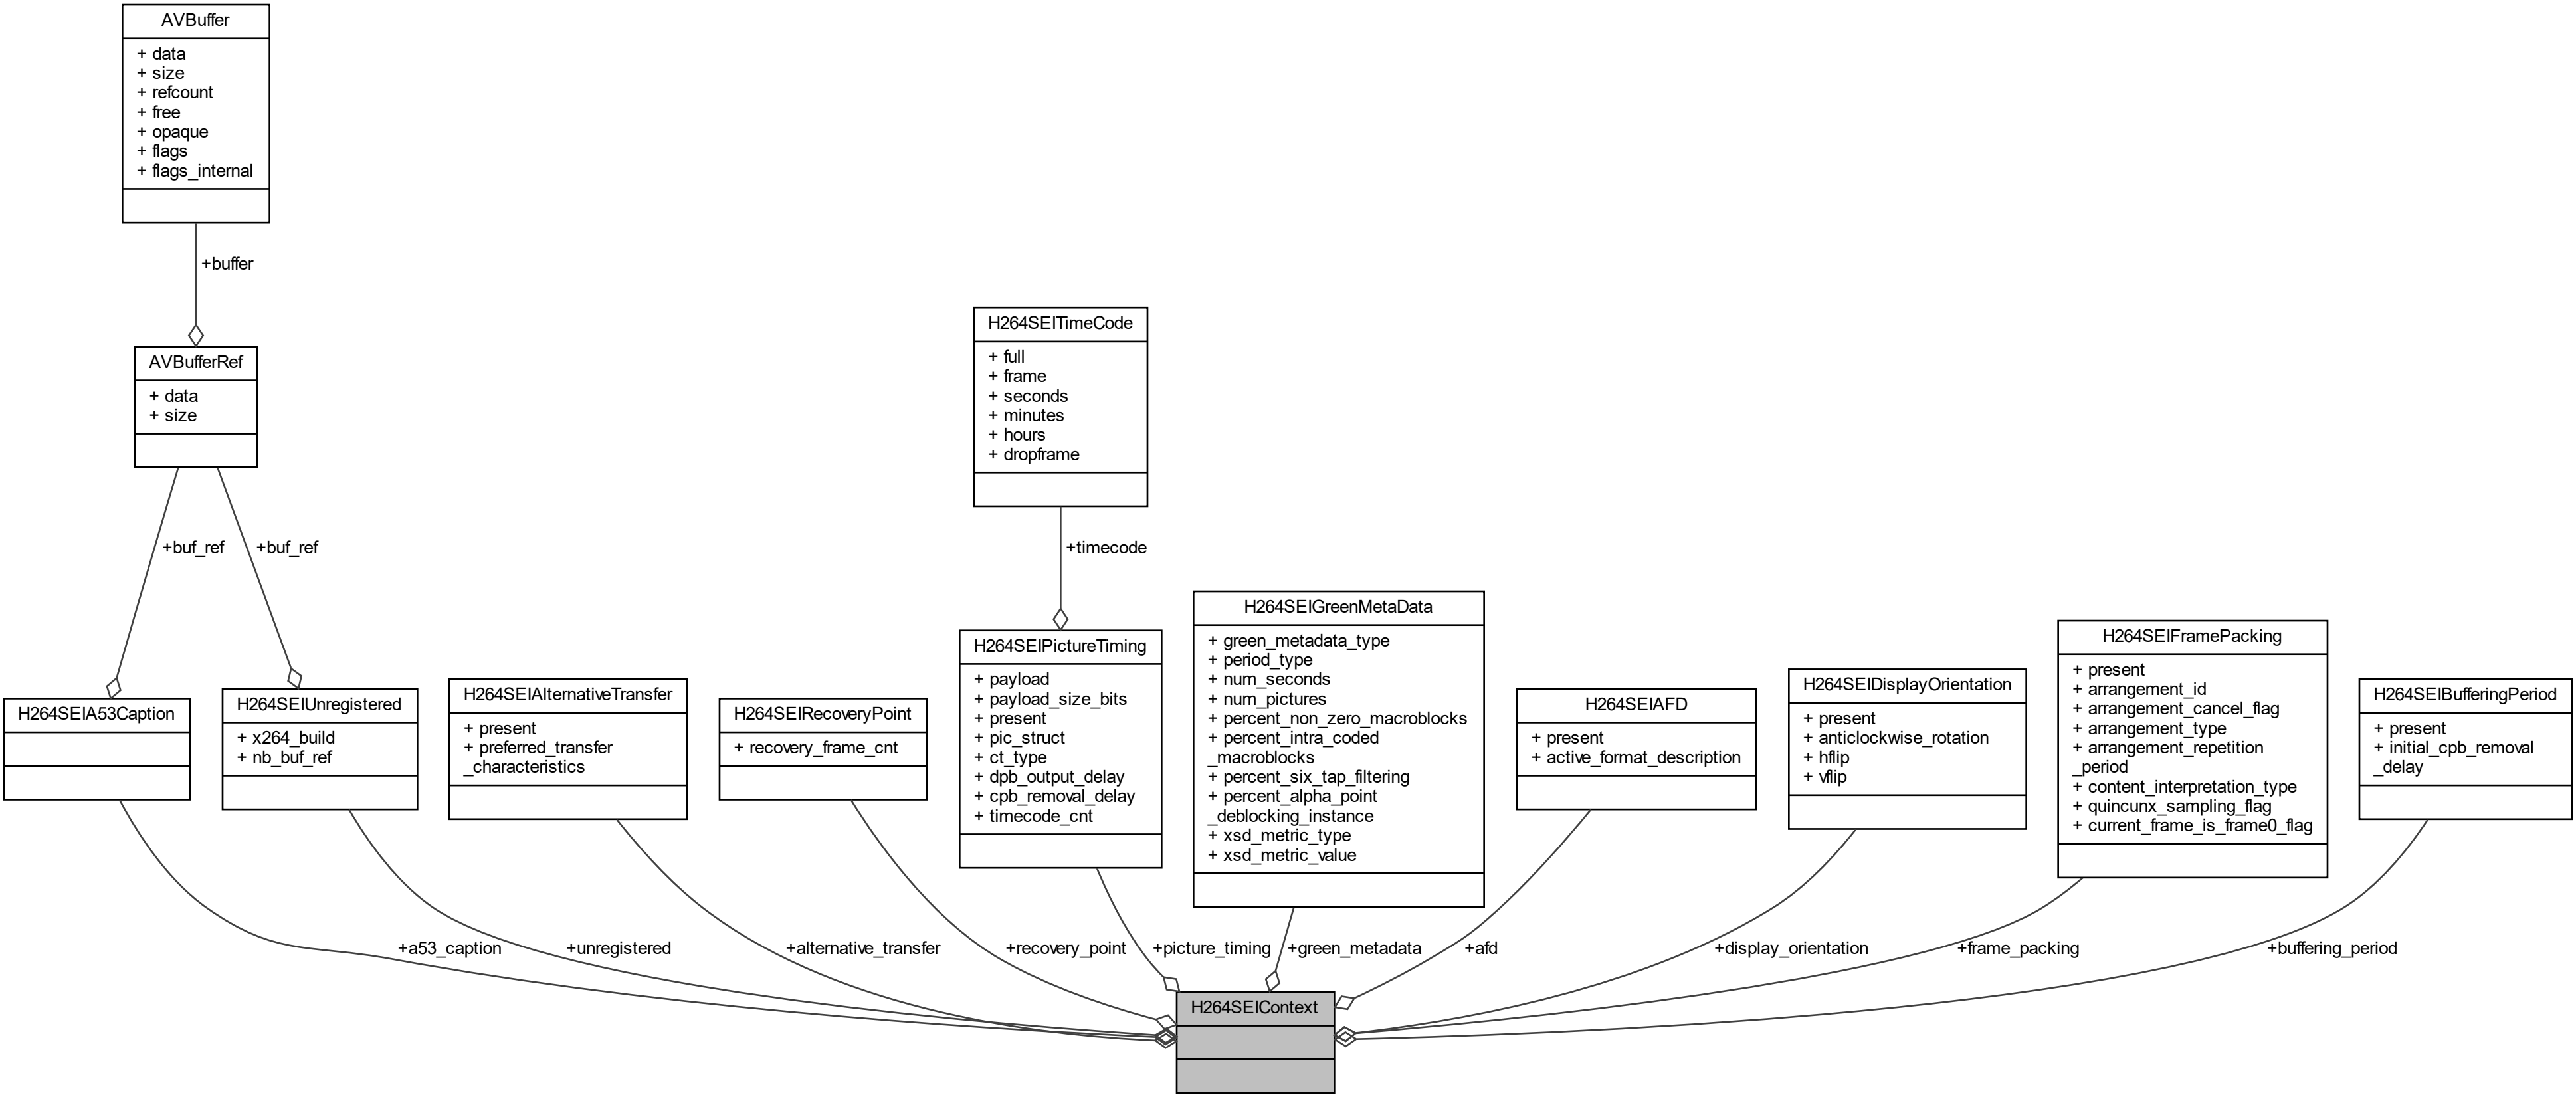 AVBuffer
+ data
+ size
+ refcount
+ free
+ opaque
+ flags
+ flags_internal
+buffer
AVBufferRef
+ data
+ size
+buf_ref
+buf_ref
H264SEITimeCode
+ full
+ frame
+ seconds
+ minutes
+ hours
+ dropframe
+timecode
H264SEIA53Caption
H264SEIUnregistered
+ x264_build
+ nb_buf_ref
H264SEIAlternativeTransfer
+ present
+ preferred_transfer
_characteristics
H264SEIRecoveryPoint
+ recovery_frame_cnt
H264SEIPictureTiming
+ payload
+ payload_size_bits
+ present
+ pic_struct
+ ct_type
+ dpb_output_delay
+ cpb_removal_delay
+ timecode_cnt
H264SEIGreenMetaData
+ green_metadata_type
+ period_type
+ num_seconds
+ num_pictures
+ percent_non_zero_macroblocks
+ percent_intra_coded
_macroblocks
+ percent_six_tap_filtering
+ percent_alpha_point
_deblocking_instance
+ xsd_metric_type
+ xsd_metric_value
H264SEIAFD
+ present
+ active_format_description
H264SEIDisplayOrientation
+ present
+ anticlockwise_rotation
+ hflip
+ vflip
H264SEIFramePacking
+ present
+ arrangement_id
+ arrangement_cancel_flag
+ arrangement_type
+ arrangement_repetition
_period
+ content_interpretation_type
+ quincunx_sampling_flag
+ current_frame_is_frame0_flag
H264SEIBufferingPeriod
+ present
+ initial_cpb_removal
_delay
+a53_caption
+unregistered
+alternative_transfer
+recovery_point
+picture_timing
+green_metadata
+afd
+display_orientation
+frame_packing
+buffering_period
H264SEIContext